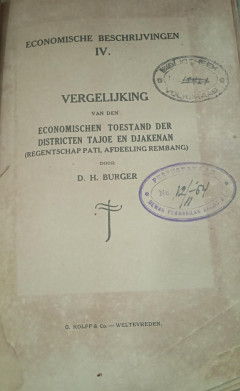 ECONOMISCHE BESCHRIJVINGEN
IV.
VERGELIJKING
VAN DEN
ECONOMISCHEN TOESTAND DER
DISTRICTEN TAJOE EN DJAKENAN
(REGENTSCHAP PATI, AFDEELING REMBANG)
DOOR
D. H. BURGER
G. KOLFF & Co. — WELTEVREDEN.